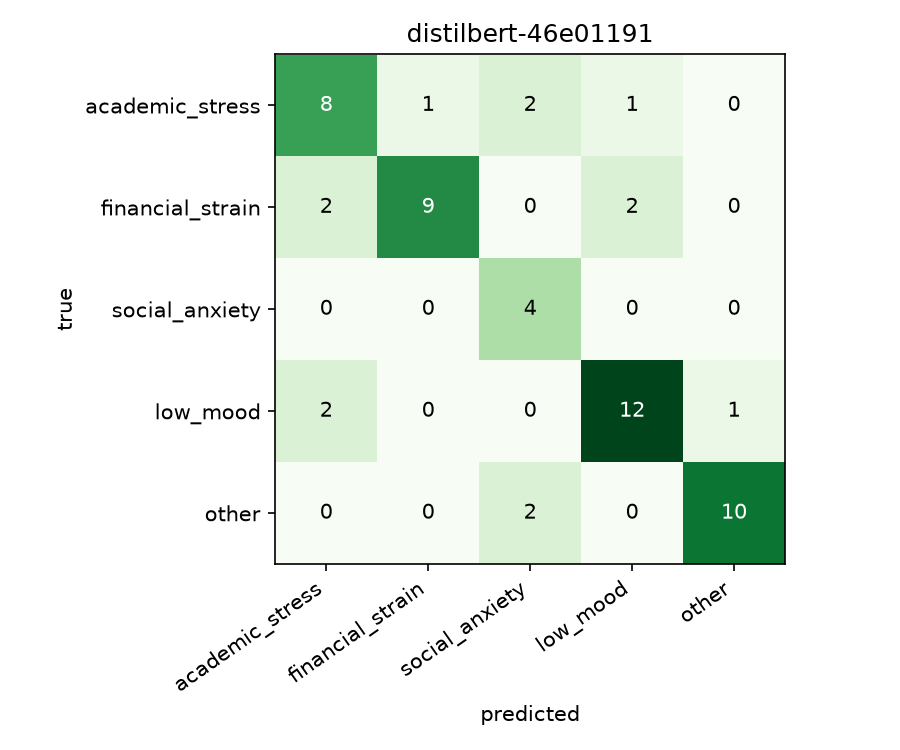 distilbert-46e01191
academic_stress 8 1 2 1 0
financial_strain 2 9 0 2 0
social_anxiety 0 0 4 0 0
low_mood 2 0 0 12 1
other 0 0 2 0 10
true
academic_stress financial_strain social_anxiety low_mood other
predicted